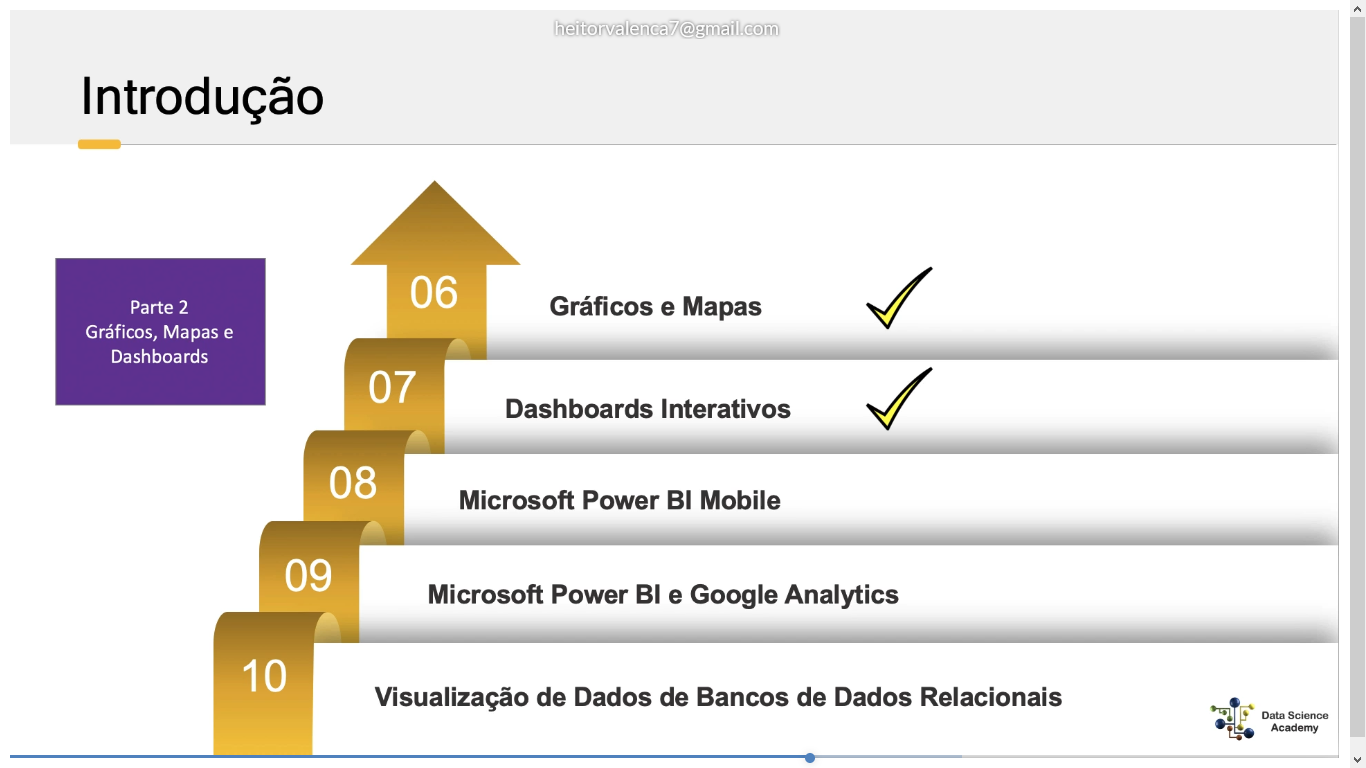 heitorvalenca7@gmail.com
Introdução
Parte 2
Gráficos, Mapas e
Dashboards
06
Gráficos e Mapas
07
Dashboards Interativos
08
Microsoft Power BI Mobile
09
Microsoft Power BI e Google Analytics
10
Visualização de Dados de Bancos de Dados Relacionais
Data Science
Academy